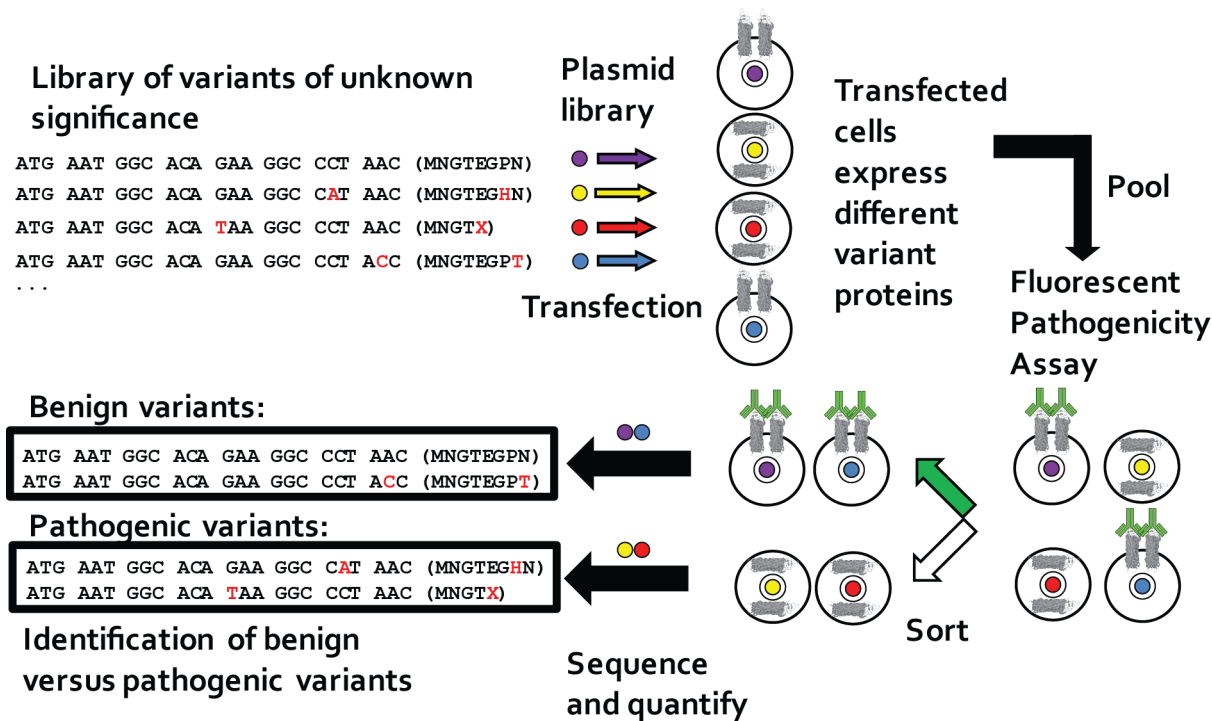 Library of variants of unknown
significance
ATG AAT GGC ACA GAA GGC CCT AAC (MNGTEGPN)
ATG AAT GGC ACA GAA GGC CAT AAC (MNGTEGHN)
ATG AAT GGC ACA TAA GGC CCT AAC (MNGTX)
ATG AAT GGC ACA GAA GGC CCT ACC (MNGTEGPT)
...
Plasmid
library
Transfection
Transfected
cells
express
different
variant
proteins
Pool
Fluorescent
Pathogenicity
Assay
Sort
Benign variants:
ATG AAT GGC ACA GAA GGC CCT AAC (MNGTEGPN)
ATG AAT GGC ACA GAA GGC CCT ACC (MNGTEGPT)
Pathogenic variants:
ATG AAT GGC ACA GAA GGC CAT AAC (MNGTEGHN)
ATG AAT GGC ACA TAA GGC CCT AAC (MNGTX)
Identification of benign
versus pathogenic variants
Sequence
and quantify